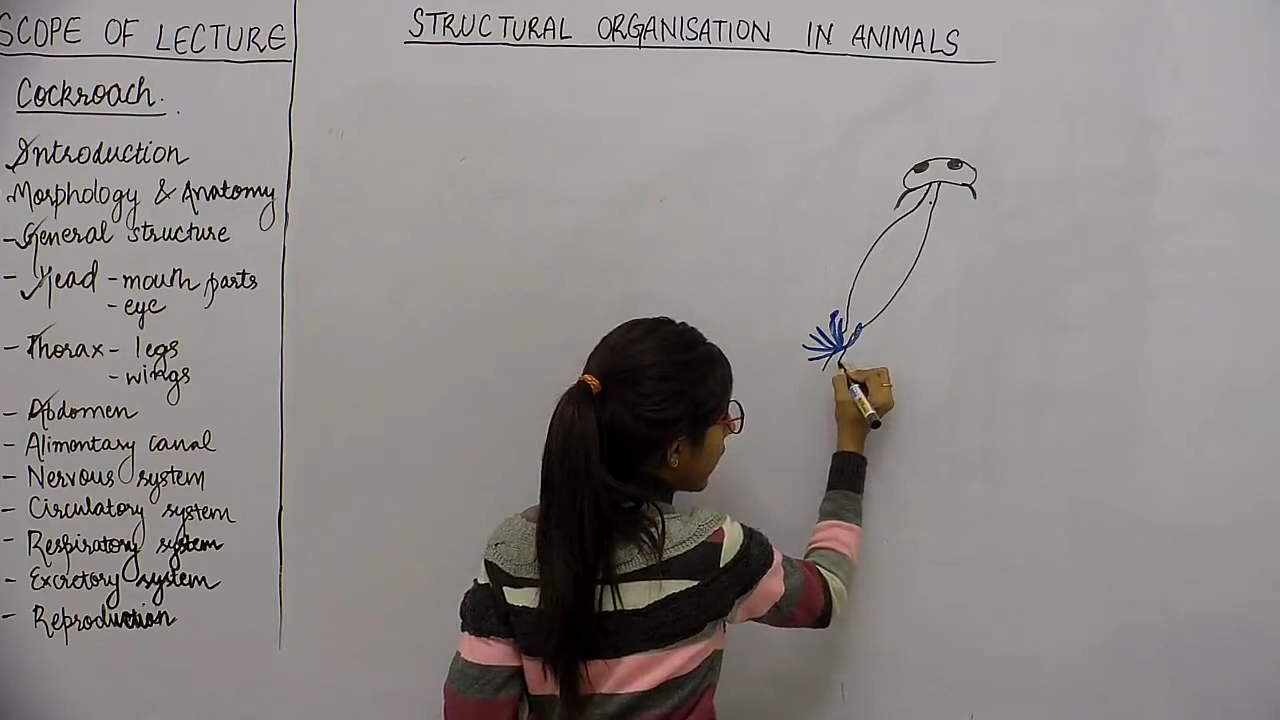 SCOPE OF LECTURE
Cockroach.
Introduction
Morphology & Anatomy
- General structure
- Head - mouth parts
- eye
- Thorax - legs
- wings
- Abdomen
- Alimentary canal
- Nervous system
- Circulatory system
- Respiratory system
- Excretory system
- Reproduction
STRUCTURAL ORGANISATION IN ANIMALS